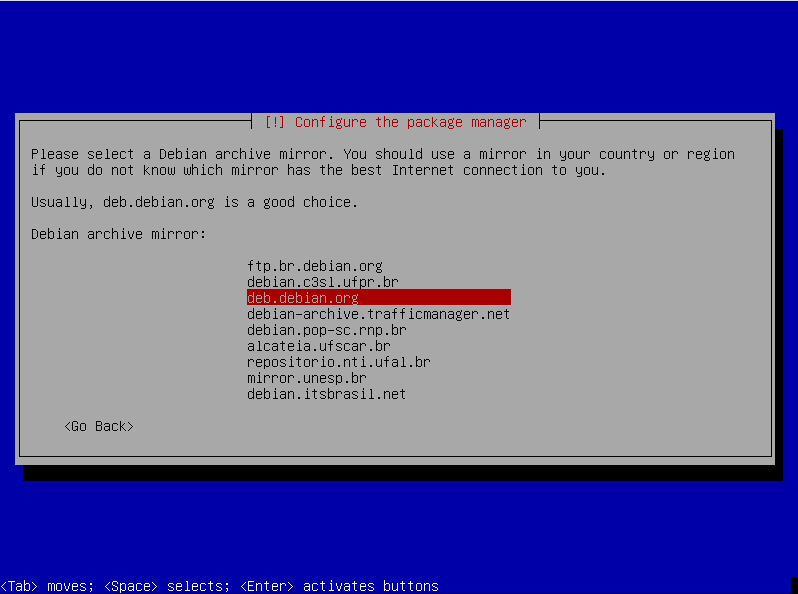 [!] Configure the package manager
Please select a Debian archive mirror. You should use a mirror in your country or region
if you do not know which mirror has the best Internet connection to you.
Usually, deb.debian.org is a good choice.
Debian archive mirror:
ftp.br.debian.org
debian.c3sl.ufpr.br
deb.debian.org
debian-archive.trafficmanager.net
debian.pop-sc.rnp.br
alcateia.ufscar.br
repositorio.nti.ufal.br
mirror.unesp.br
debian.itsbrasil.net
<Go Back>
<Tab> moves; <Space> selects; <Enter> activates buttons